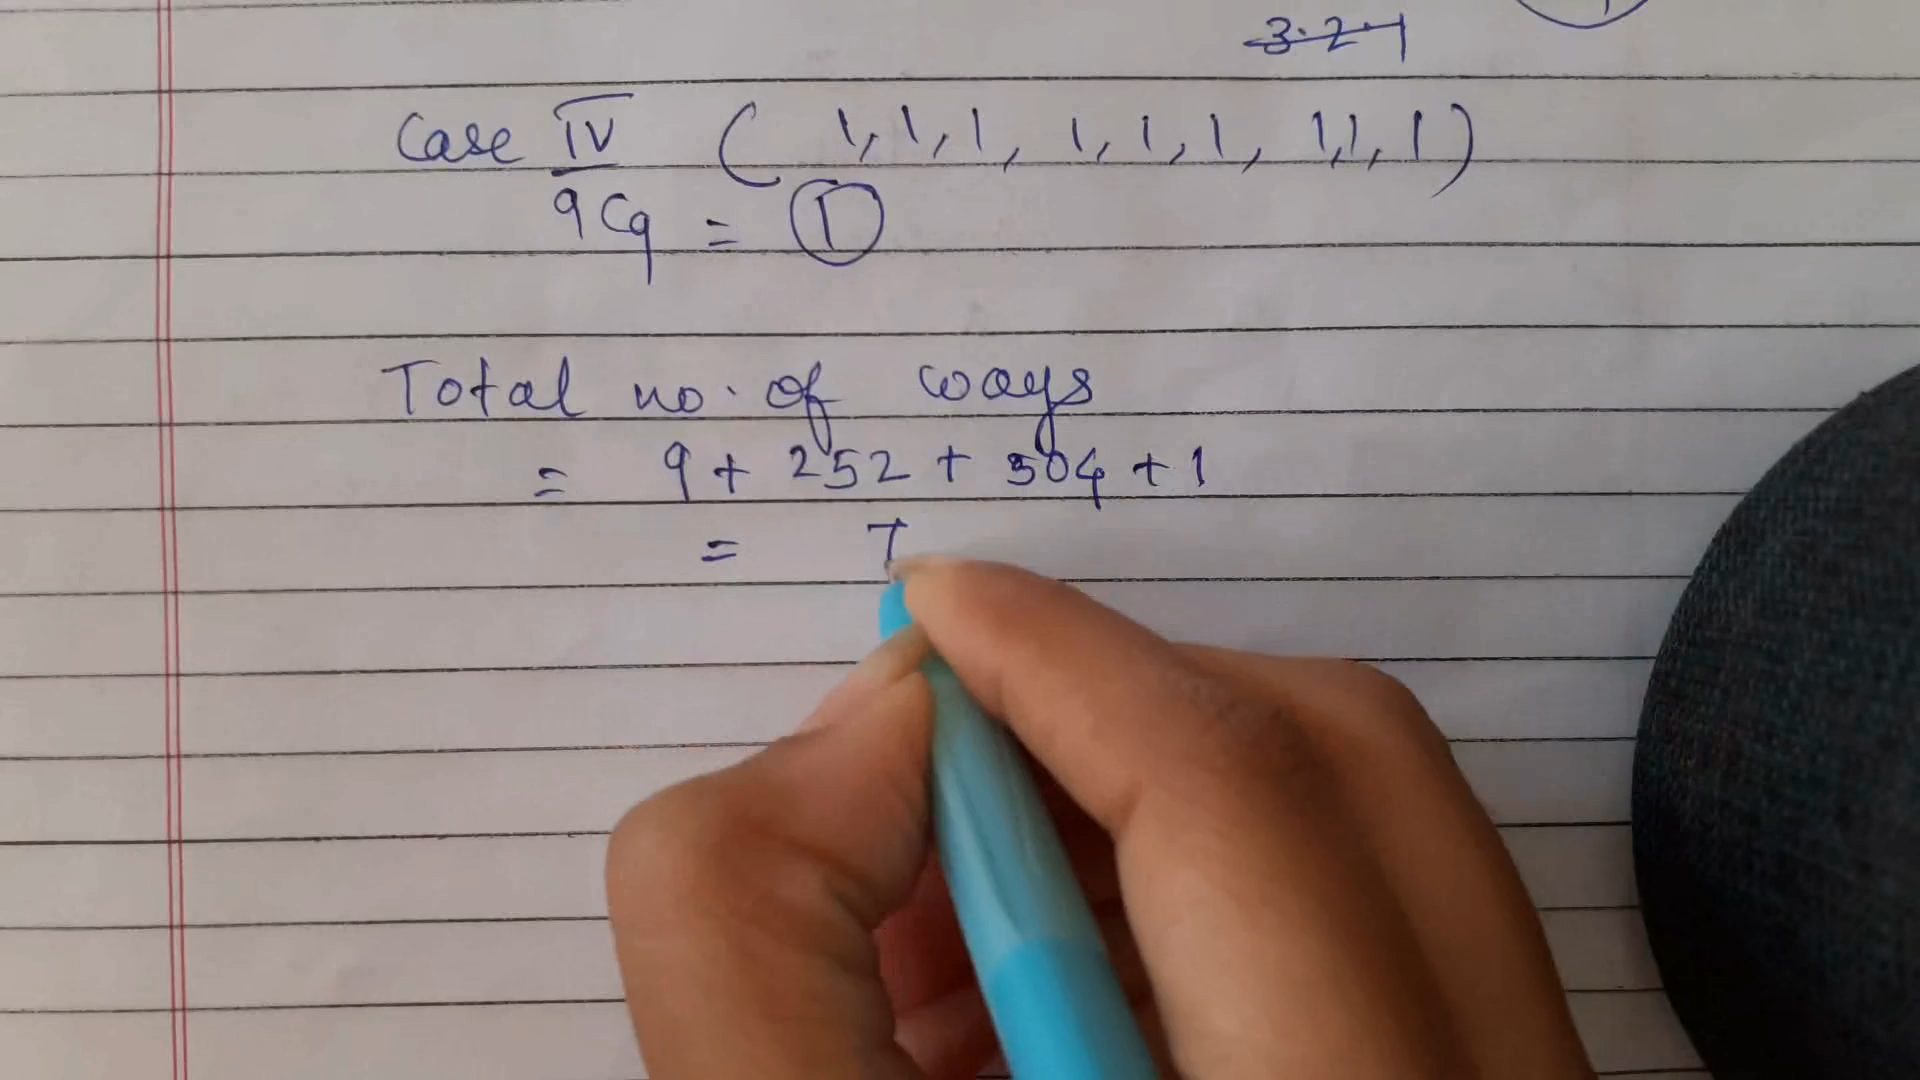 3.2.1
Case IV ( 1, 1, 1, 1, 1, 1, 1, 1, 1 )
9C9 = 1
Total no. of ways
= 9 + 252 + 504 + 1
= 7